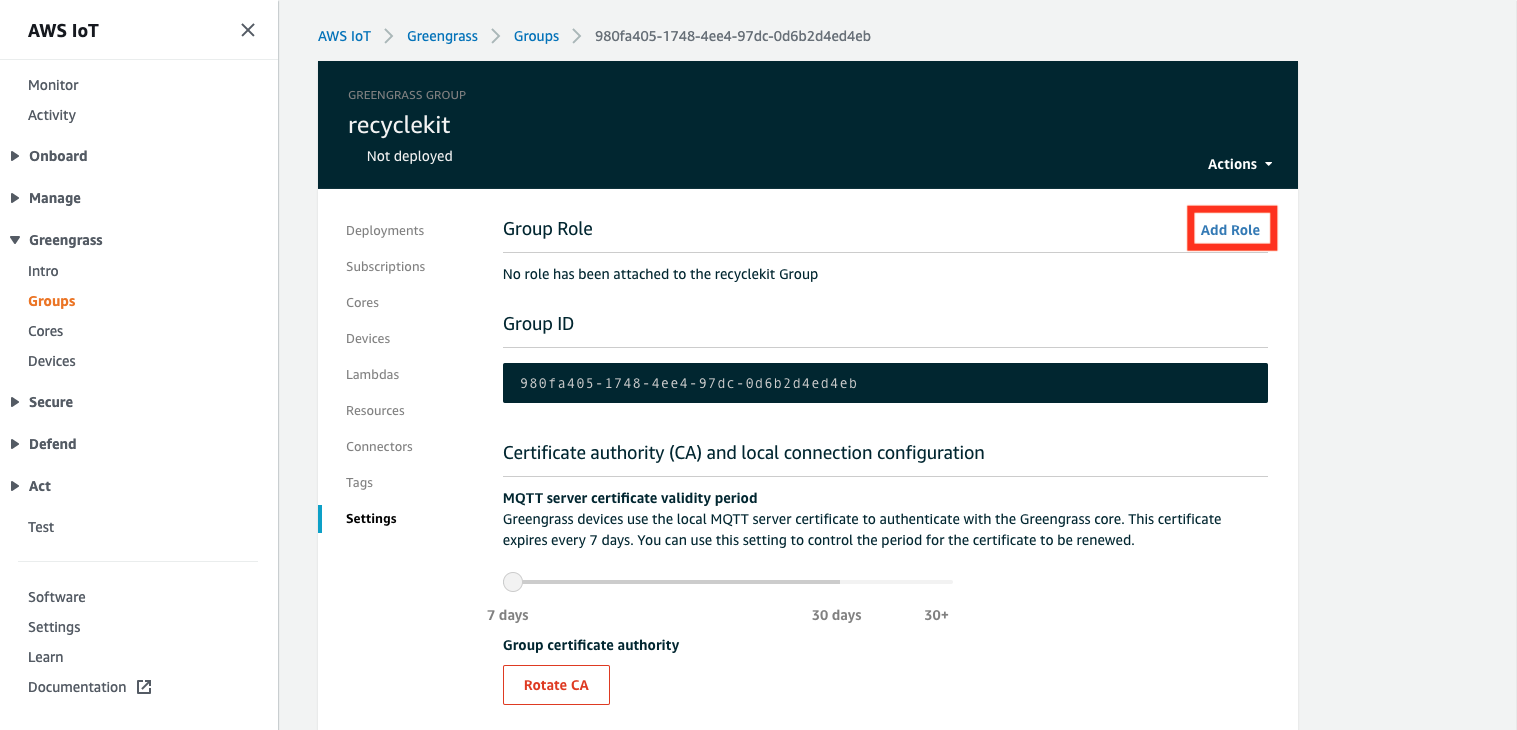 AWS IoT
Monitor
Activity
Onboard
Manage
Greengrass
Intro
Groups
Cores
Devices
Secure
Defend
Act
Test
Software
Settings
Learn
Documentation
AWS IoT Greengrass Groups 980fa405-1748-4ee4-97dc-0d6b2d4ed4eb
GREENGRASS GROUP
recyclekit
Not deployed
Actions
Deployments
Subscriptions
Cores
Devices
Lambdas
Resources
Connectors
Tags
Settings
Group Role
Add Role
No role has been attached to the recyclekit Group
Group ID
980fa405-1748-4ee4-97dc-0d6b2d4ed4eb
Certificate authority (CA) and local connection configuration
MQTT server certificate validity period
Greengrass devices use the local MQTT server certificate to authenticate with the Greengrass core. This certificate
expires every 7 days. You can use this setting to control the period for the certificate to be renewed.
7 days 30 days 30+
Group certificate authority
Rotate CA